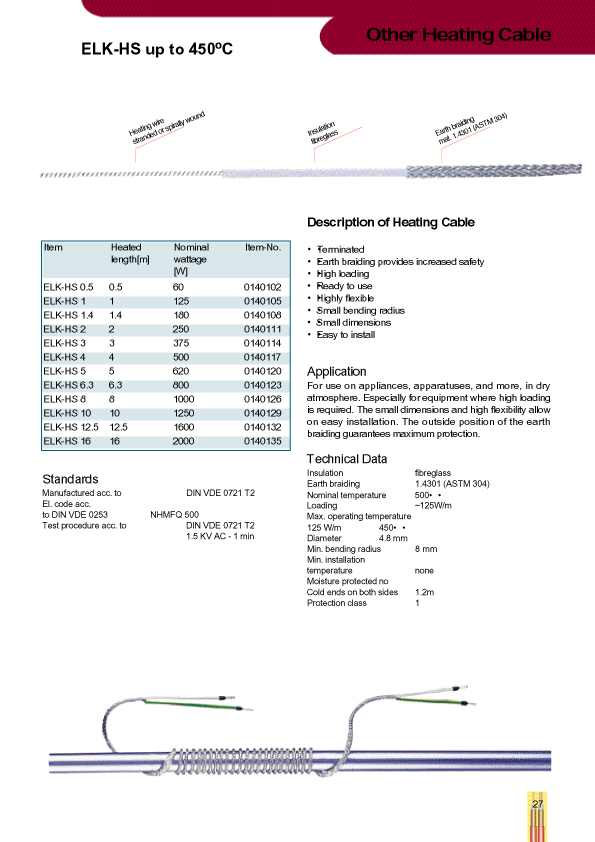 Other Heating Cable
ELK-HS up to 450ºC
Heating wire
stranded or spirally wound
Insulation
fibreglass
Earth braiding
mat. 1.4301 (ASTM 304)
Item Heated length[m] Nominal wattage [W] Item-No.
ELK-HS 0.5 0.5 60 0140102
ELK-HS 1 1 125 0140105
ELK-HS 1.4 1.4 180 0140108
ELK-HS 2 2 250 0140111
ELK-HS 3 3 375 0140114
ELK-HS 4 4 500 0140117
ELK-HS 5 5 620 0140120
ELK-HS 6.3 6.3 800 0140123
ELK-HS 8 8 1000 0140126
ELK-HS 10 10 1250 0140129
ELK-HS 12.5 12.5 1600 0140132
ELK-HS 16 16 2000 0140135
Standards
Manufactured acc. to DIN VDE 0721 T2
El. code acc.
to DIN VDE 0253 NHMFQ 500
Test procedure acc. to DIN VDE 0721 T2
1.5 KV AC - 1 min
Description of Heating Cable
• Terminated
• Earth braiding provides increased safety
• High loading
• Ready to use
• Highly flexible
• Small bending radius
• Small dimensions
• Easy to install
Application
For use on appliances, apparatuses, and more, in dry
atmosphere. Especially for equipment where high loading
is required. The small dimensions and high flexibility allow
on easy installation. The outside position of the earth
braiding guarantees maximum protection.
Technical Data
Insulation fibreglass
Earth braiding 1.4301 (ASTM 304)
Nominal temperature 500• •
Loading ~125W/m
Max. operating temperature
125 W/m 450• •
Diameter 4.8 mm
Min. bending radius 8 mm
Min. installation
temperature none
Moisture protected no
Cold ends on both sides 1.2m
Protection class 1
27